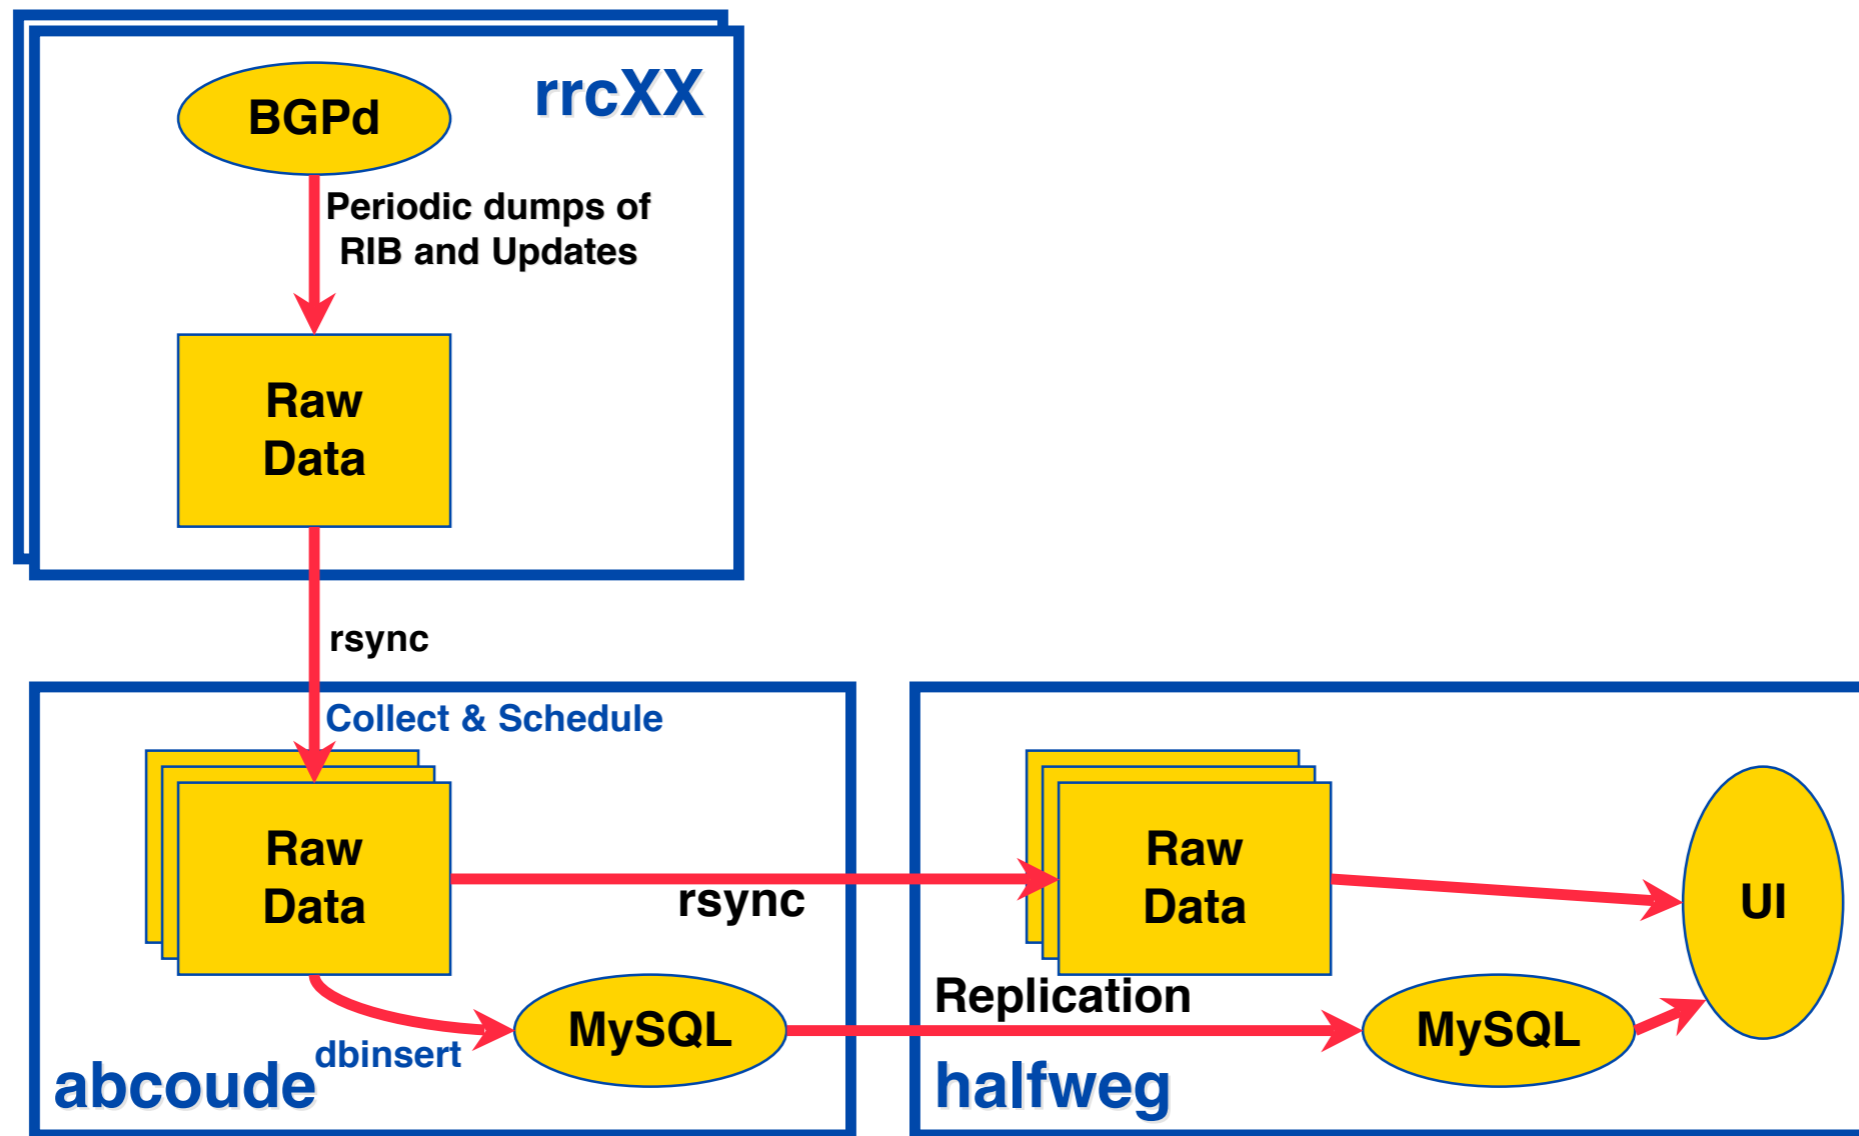 rrcXX
BGPd
Periodic dumps of
RIB and Updates
Raw
Data
rsync
Collect & Schedule
Raw
Data
rsync
Raw
Data
UI
Replication
MySQL
MySQL
dbinsert
abcoude
halfweg